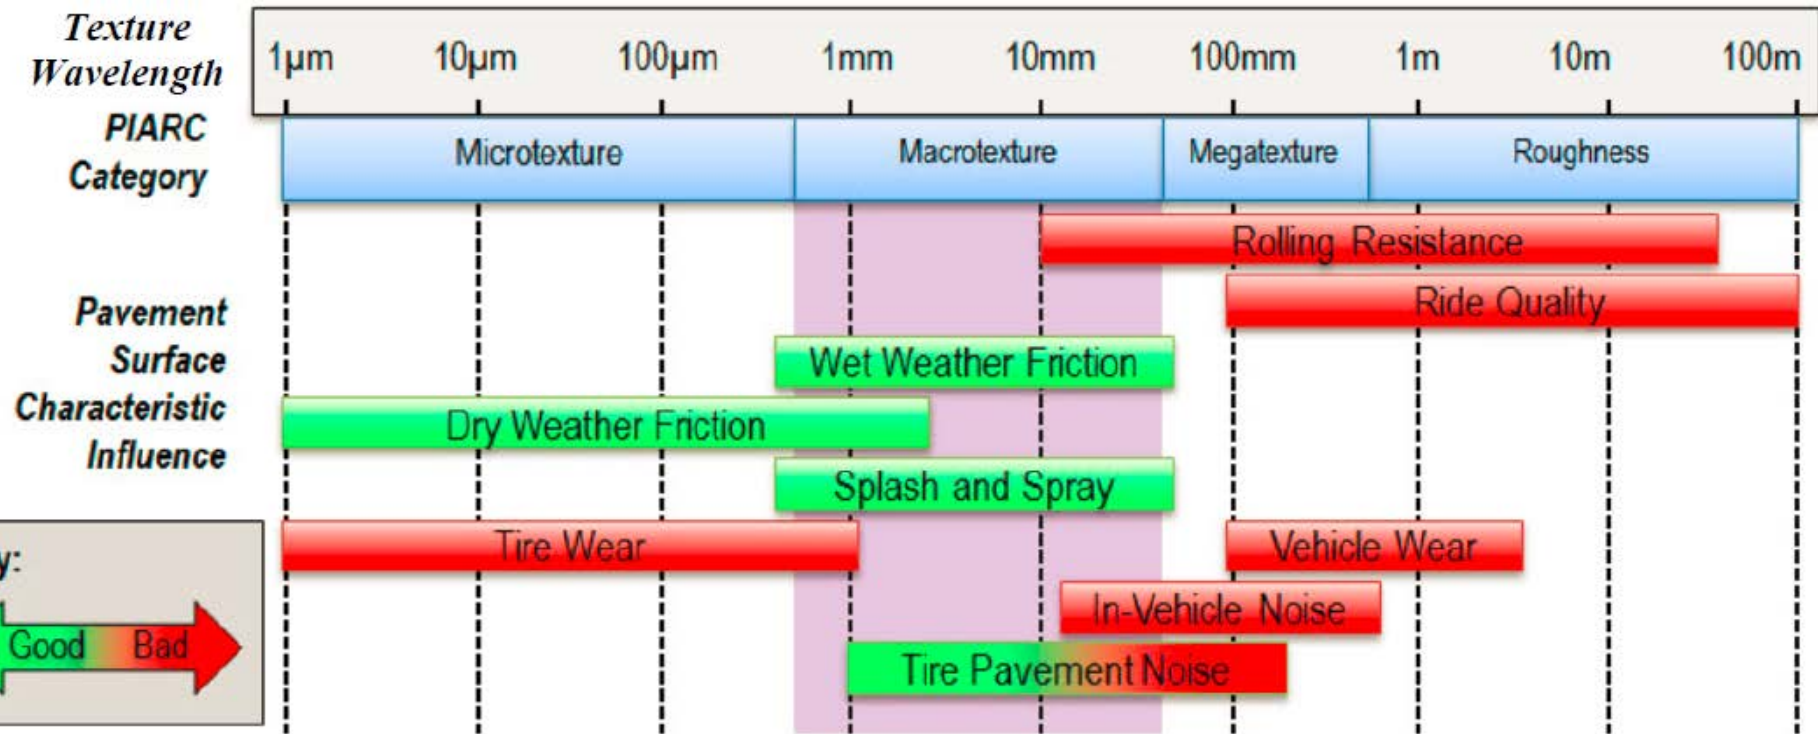 Texture
Wavelength
1µm 10µm 100µm 1mm 10mm 100mm 1m 10m 100m
PIARC
Category
Microtexture Macrotexture Megatexture Roughness
Rolling Resistance
Ride Quality
Pavement
Surface
Characteristic
Influence
Wet Weather Friction
Dry Weather Friction
Splash and Spray
Tire Wear Vehicle Wear
In-Vehicle Noise
Tire Pavement Noise
y:
Good Bad